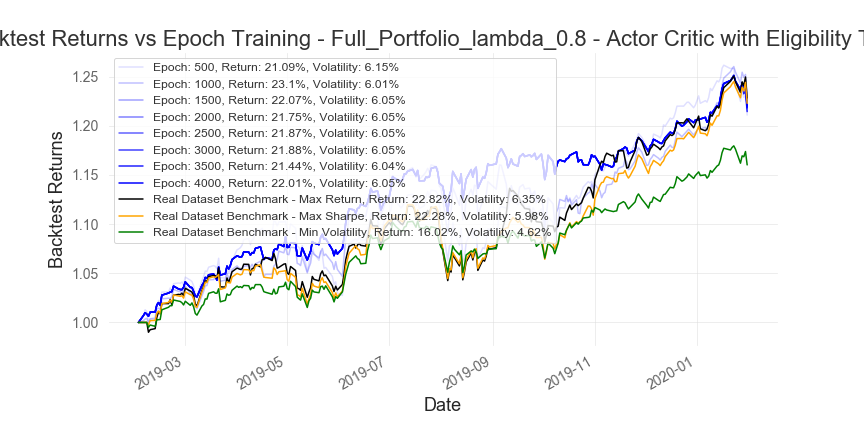 ktest Returns vs Epoch Training - Full_Portfolio_lambda_0.8 - Actor Critic with Eligibility T
Epoch: 500, Return: 21.09%, Volatility: 6.15%
Epoch: 1000, Return: 23.1%, Volatility: 6.01%
Epoch: 1500, Return: 22.07%, Volatility: 6.05%
Epoch: 2000, Return: 21.75%, Volatility: 6.05%
Epoch: 2500, Return: 21.87%, Volatility: 6.05%
Epoch: 3000, Return: 21.88%, Volatility: 6.05%
Epoch: 3500, Return: 21.44%, Volatility: 6.04%
Epoch: 4000, Return: 22.01%, Volatility: 6.05%
Real Dataset Benchmark - Max Return, Return: 22.82%, Volatility: 6.35%
Real Dataset Benchmark - Max Sharpe, Return: 22.28%, Volatility: 5.98%
Real Dataset Benchmark - Min Volatility, Return: 16.02%, Volatility: 4.62%
Backtest Returns
1.25
1.20
1.15
1.10
1.05
1.00
2019-03
2019-05
2019-07
2019-09
2019-11
2020-01
Date